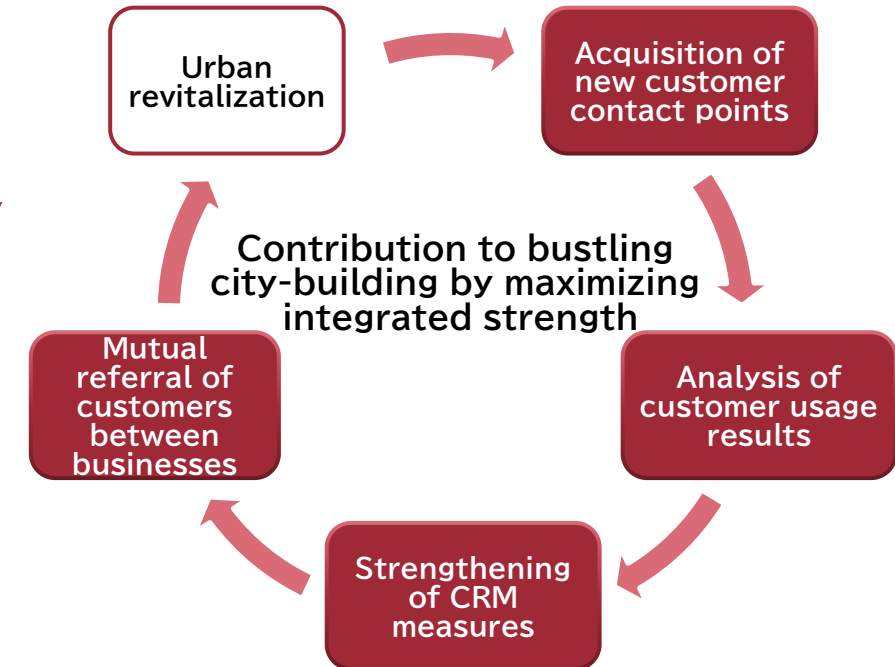 Urban
revitalization
Acquisition of
new customer
contact points
Contribution to bustling
city-building by maximizing
integrated strength
Mutual
referral of
customers
between
businesses
Analysis of
customer usage
results
Strengthening
of CRM
measures